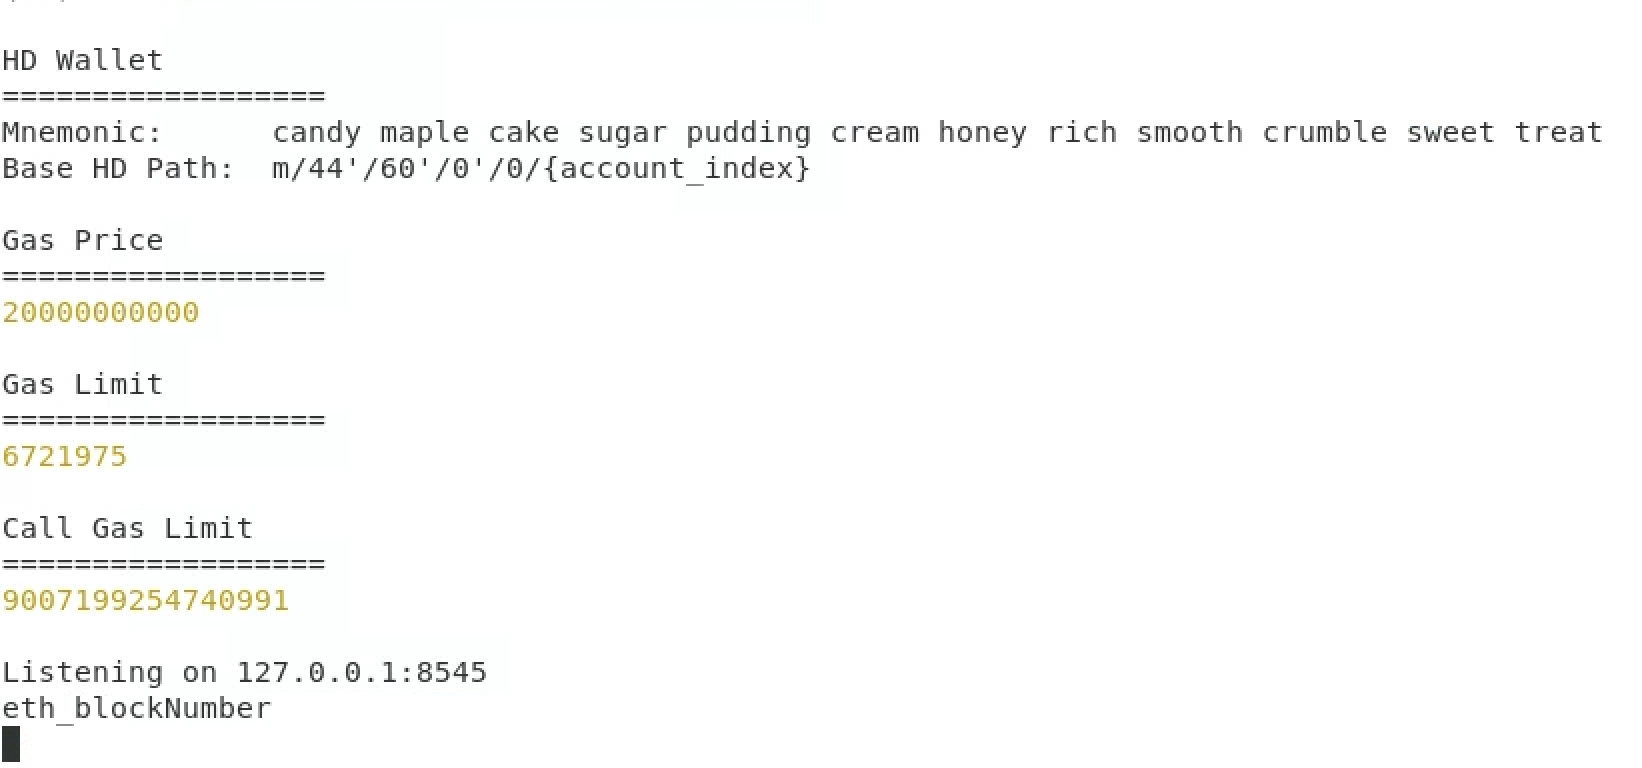 HD Wallet
==================
Mnemonic:      candy maple cake sugar pudding cream honey rich smooth crumble sweet treat
Base HD Path:  m/44'/60'/0'/0/{account_index}
Gas Price
==================
20000000000
Gas Limit
==================
6721975
Call Gas Limit
==================
9007199254740991
Listening on 127.0.0.1:8545
eth_blockNumber